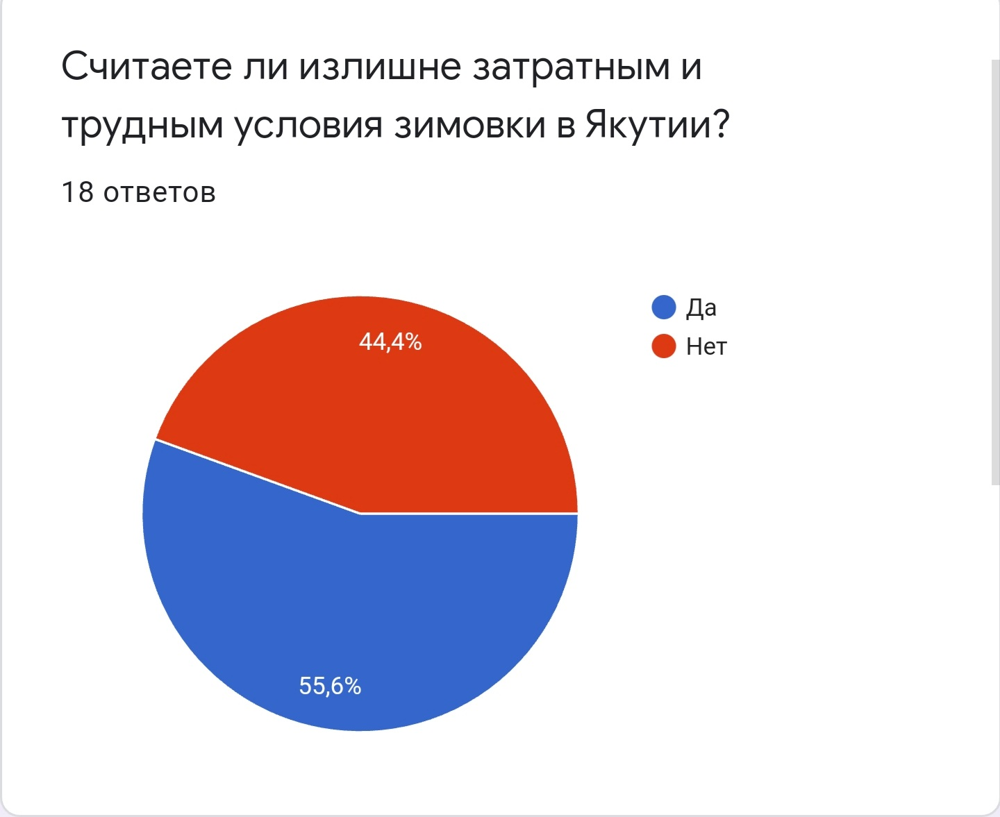 Считаете ли излишне затратным и
трудным условия зимовки в Якутии?
18 ответов
Да
Нет
44,4%
55,6%